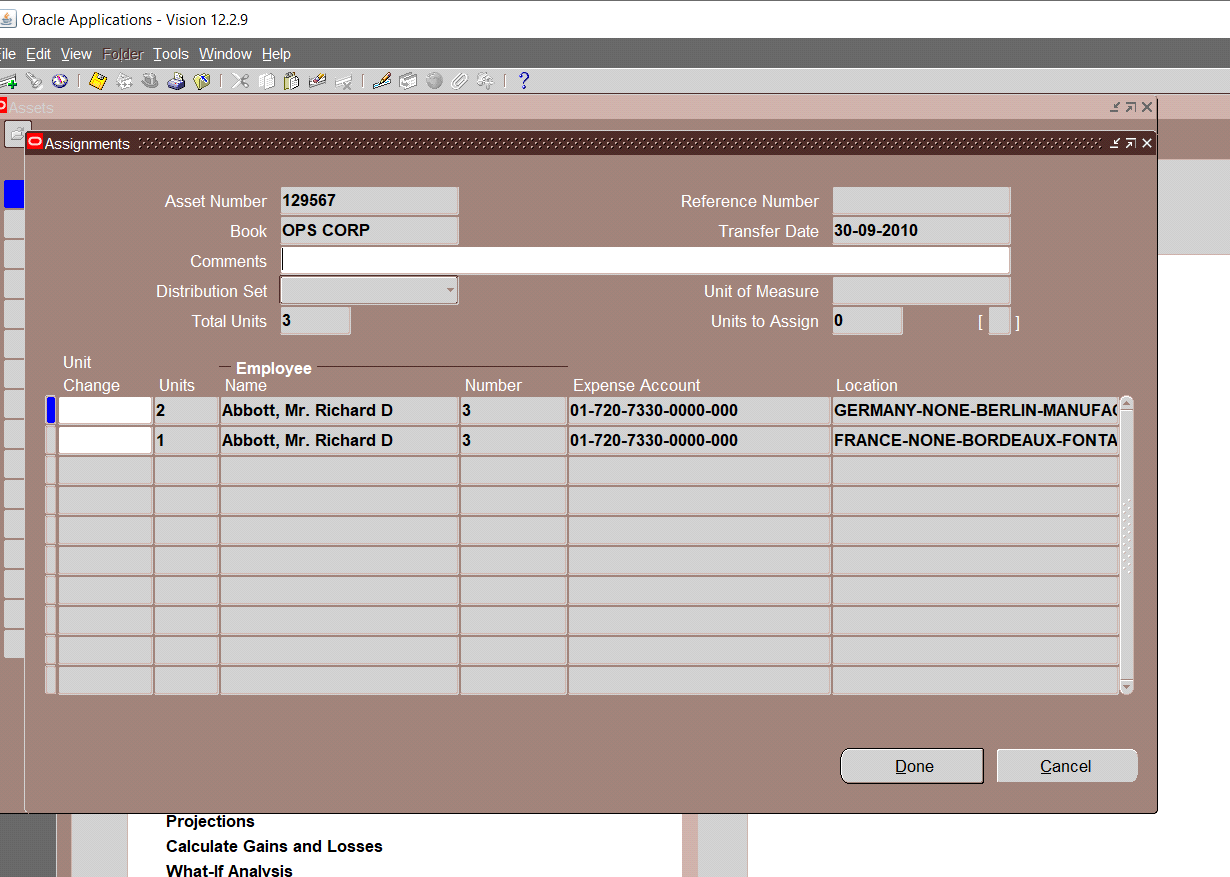 Oracle Applications - Vision 12.2.9
ile Edit View Folder Tools Window Help
?
Assets
Assignments
Asset Number 129567 Reference Number
Book OPS CORP Transfer Date 30-09-2010
Comments
Distribution Set Unit of Measure
Total Units 3 Units to Assign 0 [ ]
Unit
Employee
Change Units Name Number Expense Account Location
2 Abbott, Mr. Richard D 3 01-720-7330-0000-000 GERMANY-NONE-BERLIN-MANUFAC
1 Abbott, Mr. Richard D 3 01-720-7330-0000-000 FRANCE-NONE-BORDEAUX-FONTA
Done Cancel
Projections
Calculate Gains and Losses
What-If Analysis